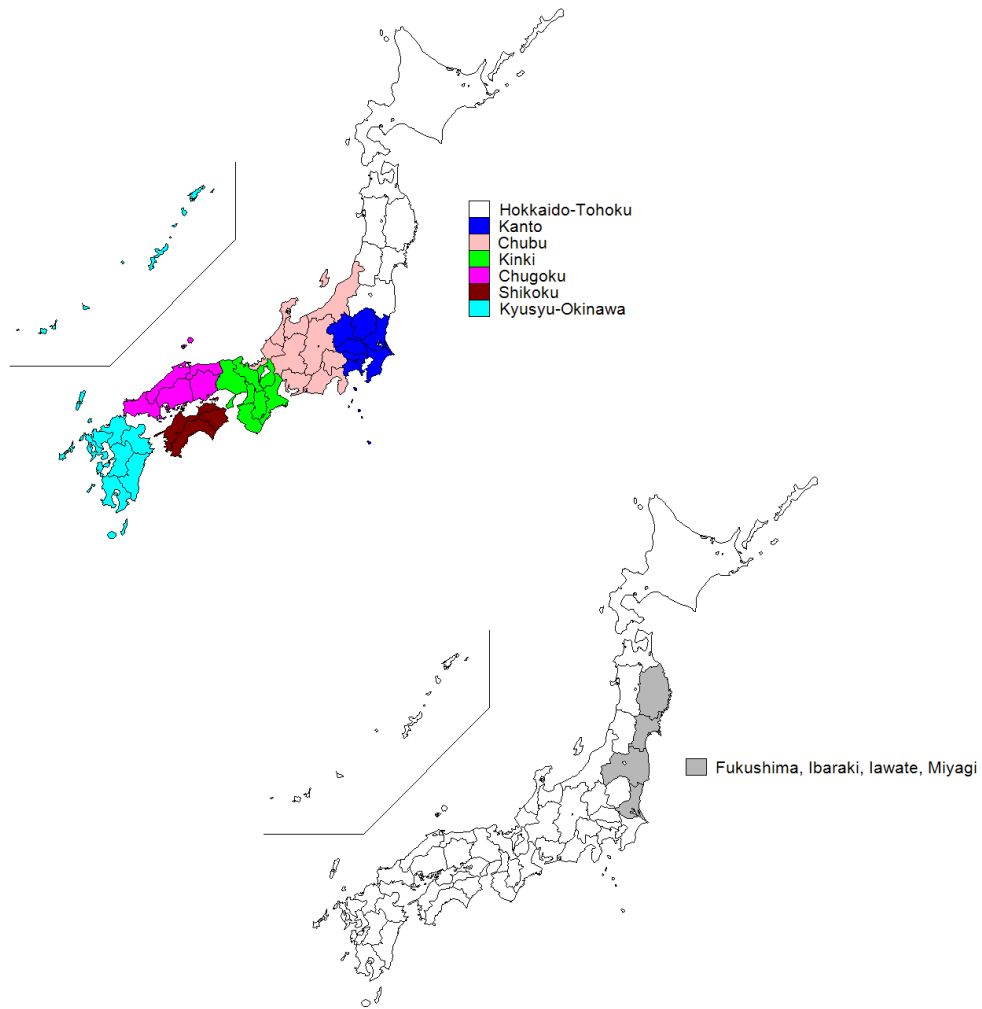 Hokkaido-Tohoku
Kanto
Chubu
Kinki
Chugoku
Shikoku
Kyusyu-Okinawa
Fukushima, Ibaraki, Iawate, Miyagi